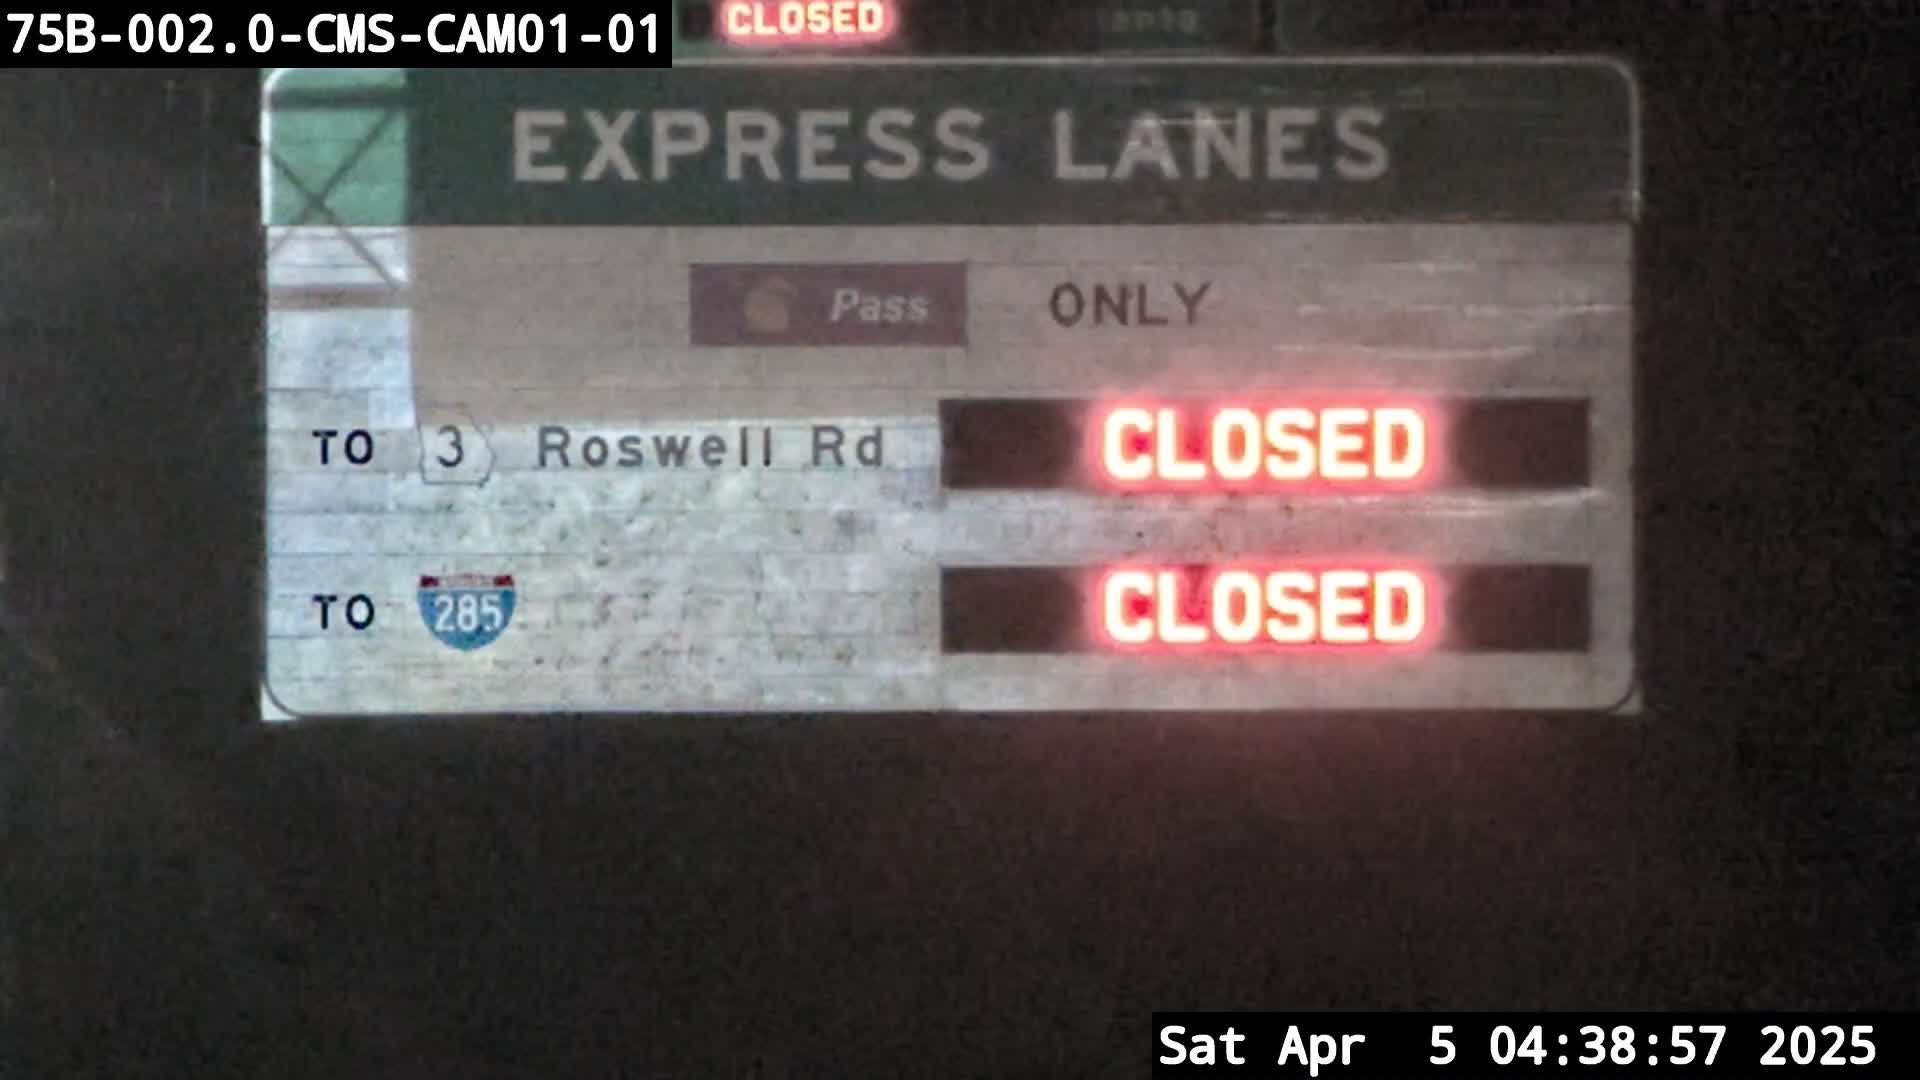 75B-002.0-CMS-CAM01-01
CLOSED
EXPRESS LANES
Pass ONLY
TO 3 Roswell Rd CLOSED
TO 285 CLOSED
Sat Apr 5 04:38:57 2025